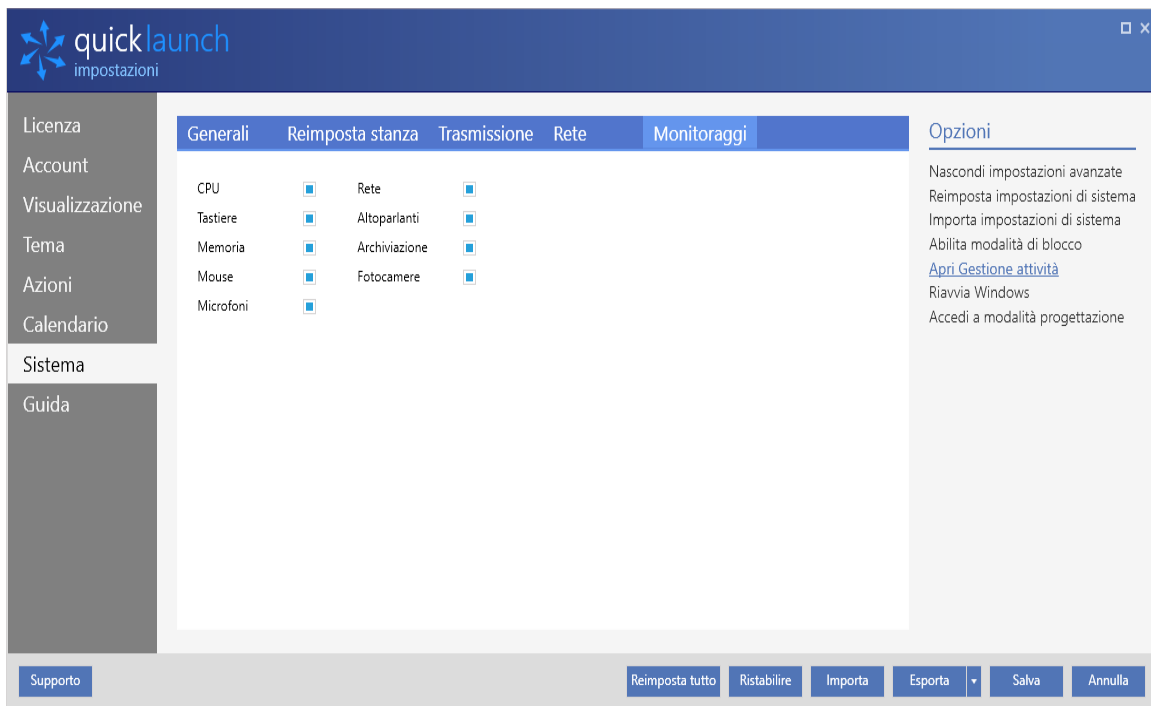 quicklaunch
impostazioni
Licenza
Account
Visualizzazione
Tema
Azioni
Calendario
Sistema
Guida
Generali Reimposta stanza Trasmissione Rete Monitoraggi
CPU Rete
Tastiere Altoparlanti
Memoria Archiviazione
Mouse Fotocamere
Microfoni
Opzioni
Nascondi impostazioni avanzate
Reimposta impostazioni di sistema
Importa impostazioni di sistema
Abilita modalità di blocco
Apri Gestione attività
Riavvia Windows
Accedi a modalità progettazione
Supporto Reimposta tutto Ristabilire Importa Esporta Salva Annulla